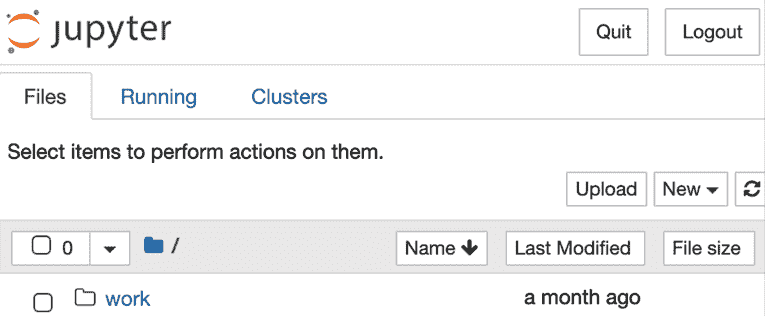 jupyter Quit Logout
Files Running Clusters
Select items to perform actions on them.
Upload New
0 / Name Last Modified File size
work a month ago